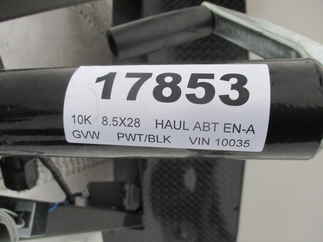 17853
10K 8.5X28 HAUL ABT EN-A
GVW PWT/BLK VIN 10035